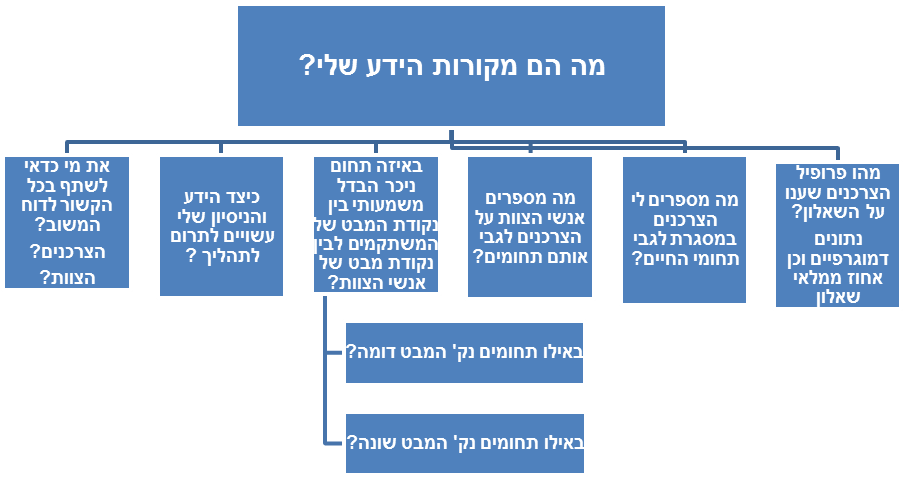 מה הם מקורות הידע שלי?
מהו פרופיל
הצרכנים שענו
על השאלון?
נתונים
דמוגרפיים וכן
אחוז ממלאי
שאלון
מה מספרים לי
הצרכנים
במסגרת לגבי
תחומי החיים?
מה מספרים
אנשי הצוות על
הצרכנים לגבי
אותם תחומים?
באיזה תחום
ניכר הבדל
משמעותי בין
נקודת המבט של
המשתקמים לבין
נקודת מבט של
אנשי הצוות?
באילו תחומים נק' המבט דומה?
באילו תחומים נק' המבט שונה?
כיצד הידע
והניסיון שלי
עשויים לתרום
לתהליך ?
את מי כדאי
לשתף בכל
הקשור לדוח
המשוב?
הצרכנים?
הצוות?